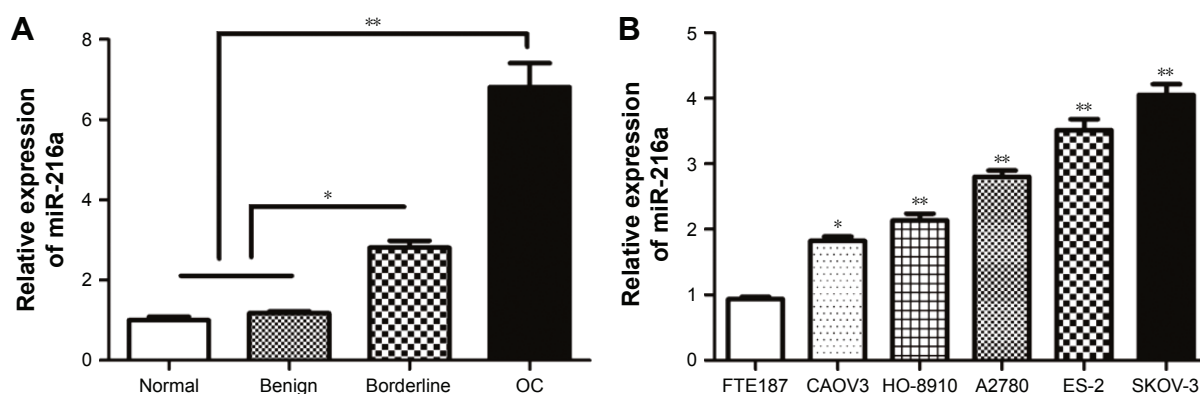 A
Relative expression
of miR-216a
8
6
4
2
0
**
*
Normal Benign Borderline OC
B
Relative expression
of miR-216a
5
4
3
2
1
0
* ** ** ** **
FTE187 CAOV3 HO-8910 A2780 ES-2 SKOV-3